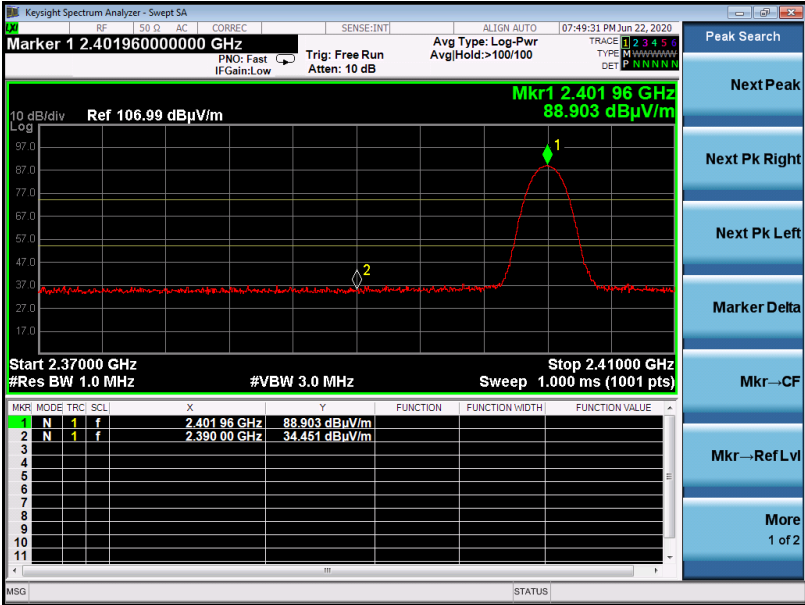 Keysight Spectrum Analyzer - Swept SA
LXI RF 50 Ω AC CORREC SENSE:INT ALIGN AUTO 07:49:31 PM Jun 22, 2020
Marker 1 2.401960000000 GHz
PNO: Fast
IFGain:Low
Trig: Free Run
Atten: 10 dB
Avg Type: Log-Pwr
Avg|Hold:>100/100
TRACE 1 2 3 4 5 6
TYPE M WWWWW
DET P N N N N N
Mkr1 2.401 96 GHz
88.903 dBµV/m
10 dB/div Ref 106.99 dBµV/m
Log
97.0
87.0
77.0
67.0
57.0
47.0
37.0
27.0
17.0
1
2
Start 2.37000 GHz Stop 2.41000 GHz
#Res BW 1.0 MHz #VBW 3.0 MHz Sweep 1.000 ms (1001 pts)
MKR MODE TRC SCL X Y FUNCTION FUNCTION WIDTH FUNCTION VALUE
1 N 1 f 2.401 96 GHz 88.903 dBµV/m
2 N 1 f 2.390 00 GHz 34.451 dBµV/m
3
4
5
6
7
8
9
10
11
MSG STATUS
Peak Search
Next Peak
Next Pk Right
Next Pk Left
Marker Delta
Mkr→CF
Mkr→Ref Lvl
More
1 of 2